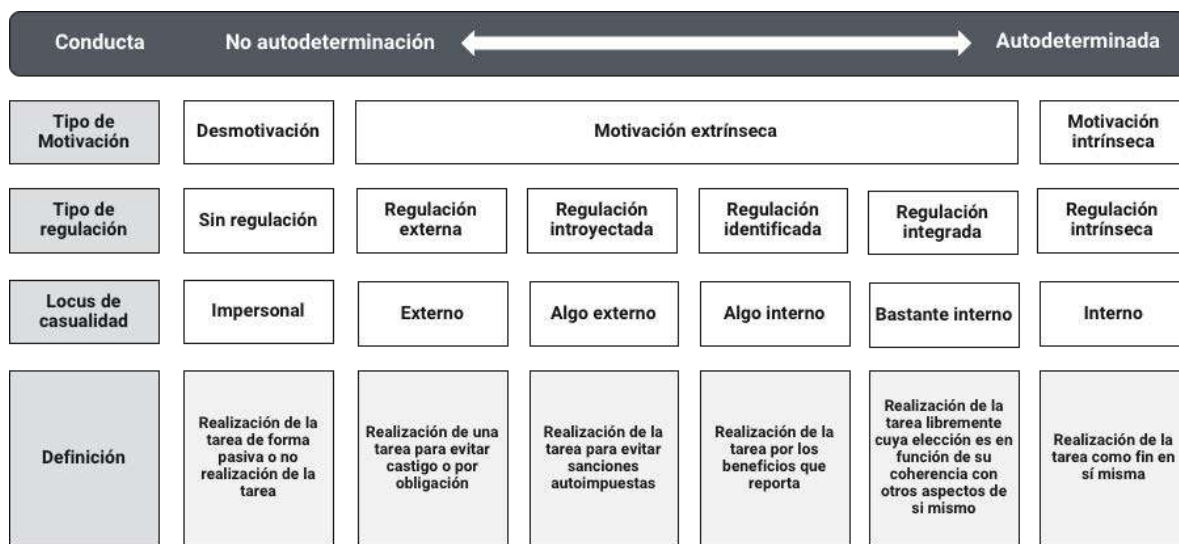 Conducta
No autodeterminación
Autodeterminada
Tipo de
Motivación
Desmotivación
Motivación extrínseca
Motivación
intrínseca
Tipo de
regulación
Sin regulación
Regulación
externa
Regulación
introyectada
Regulación
identificada
Regulación
integrada
Regulación
intrínseca
Locus de
casualidad
Impersonal
Externo
Algo externo
Algo interno
Bastante interno
Interno
Definición
Realización de la
tarea de forma
pasiva o no
realización de la
tarea
Realización de una
tarea para evitar
castigo o por
obligación
Realización de la
tarea para evitar
sanciones
autoimpuestas
Realización de la
tarea por los
beneficios que
reporta
Realización de la
tarea libremente
cuya elección es en
función de su
coherencia con
otros aspectos de
si mismo
Realización de la
tarea como fin en
sí misma